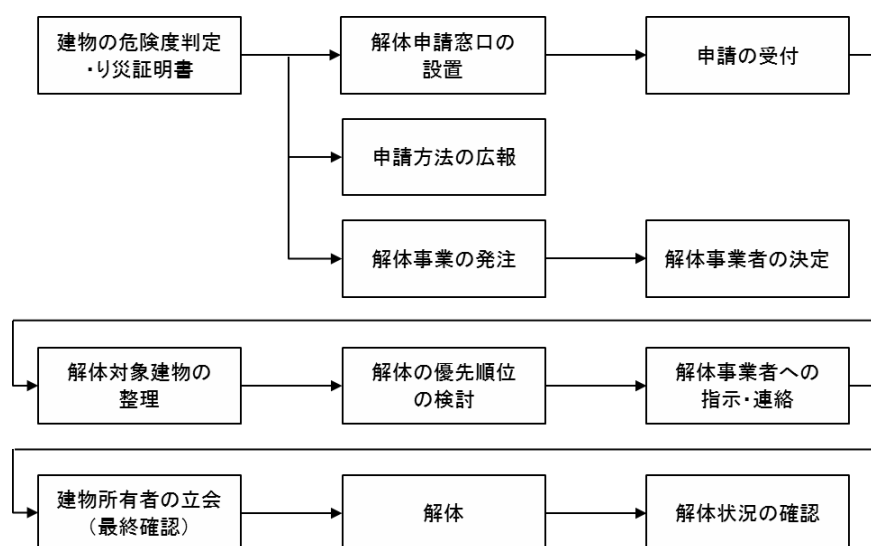 建物の危険度判定
・り災証明書
解体申請窓口の
設置
申請の受付
申請方法の広報
解体事業の発注
解体事業者の決定
解体対象建物の
整理
解体の優先順位
の検討
解体事業者への
指示・連絡
建物所有者の立会
（最終確認）
解体
解体状況の確認